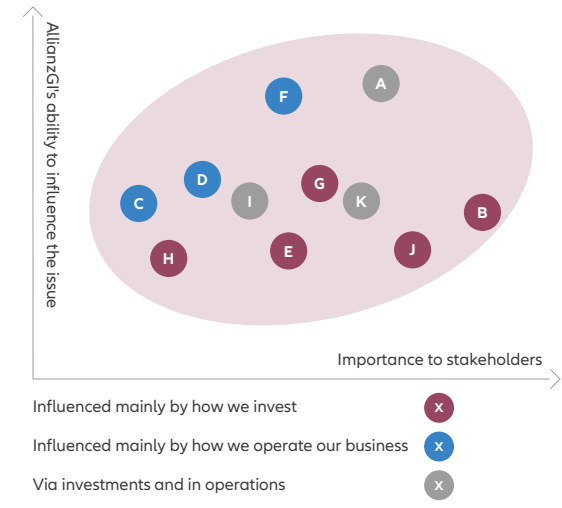 AllianzGI's ability to influence the issue
A
F
D
G
C
I
K
B
H
E
J
Importance to stakeholders
Influenced mainly by how we invest X
Influenced mainly by how we operate our business X
Via investments and in operations X